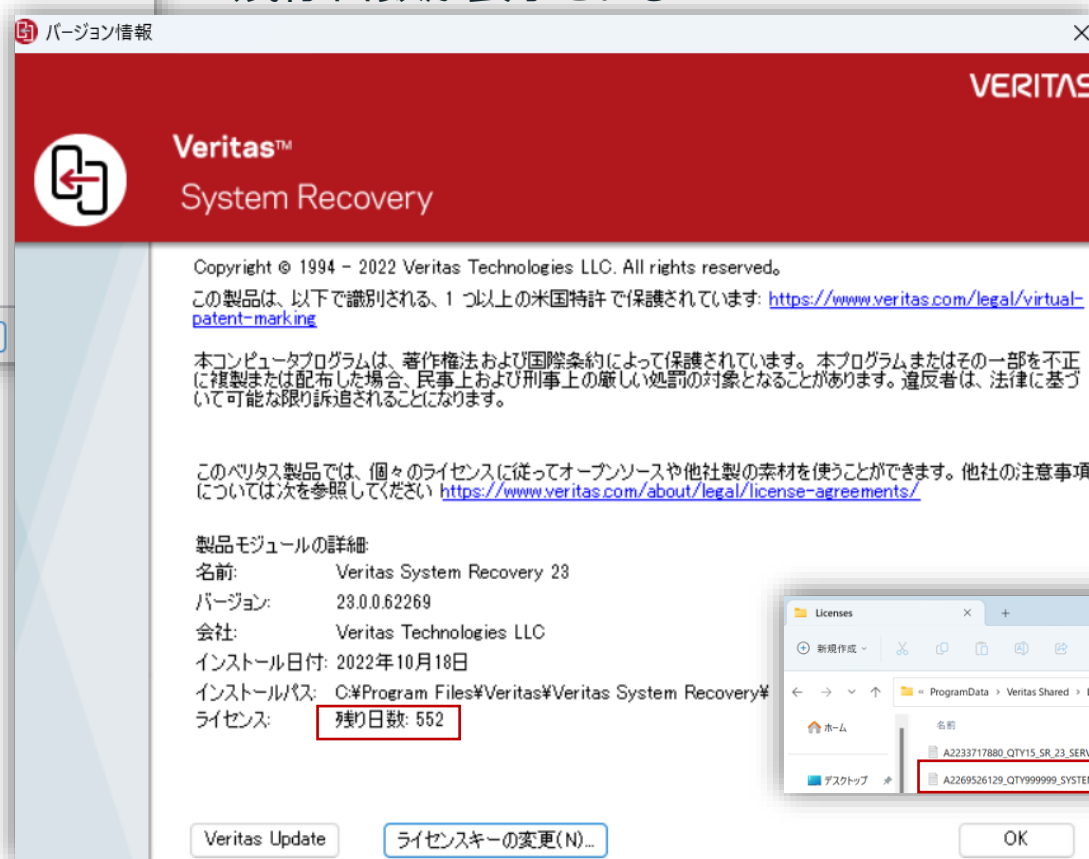 バージョン情報
VERITAS
Veritas™
System Recovery
Copyright © 1994 - 2022 Veritas Technologies LLC. All rights reserved。
この製品は、以下で識別される、1 つ以上の米国特許で保護されています: https://www.veritas.com/legal/virtual-
patent-marking
本コンピュータプログラムは、著作権法および国際条約によって保護されています。本プログラムまたはその一部を不正
に複製または配布した場合、民事上および刑事上の厳しい処罰の対象となることがあります。違反者は、法律に基づ
いて可能な限り訴追されることになります。
このベリタス製品では、個々のライセンスに従ってオープンソースや他社製の素材を使うことができます。他社の注意事項
については次を参照してください https://www.veritas.com/about/legal/license-agreements/
製品モジュールの詳細:
名前: Veritas System Recovery 23
バージョン: 23.0.0.62269
会社: Veritas Technologies LLC
インストール日付: 2022年10月18日
インストールパス: C:¥Program Files¥Veritas¥Veritas System Recovery¥
ライセンス: 残り日数: 552
Licenses
新規作成
ProgramData › Veritas Shared ›
ホーム
名前
A2233717880_QTY15_SR_23_SERV
デスクトップ
A2269526129_QTY999999_SYSTEM
Veritas Update
ライセンスキーの変更(N)...
OK